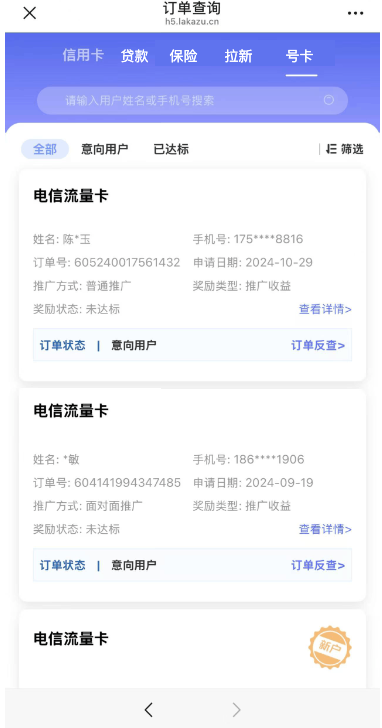 订单查询
h5.lakazu.cn
信用卡 贷款 保险 拉新 号卡
请输入用户姓名或手机号搜索
全部 意向用户 已达标 筛选
电信流量卡
姓名: 陈*玉 手机号: 175****8816
订单号: 605240017561432 申请日期: 2024-10-29
推广方式: 普通推广 奖励类型: 推广收益
奖励状态: 未达标 查看详情>
订单状态 | 意向用户 订单反查>
电信流量卡
姓名: *敏 手机号: 186****1906
订单号: 604141994347485 申请日期: 2024-09-19
推广方式: 面对面推广 奖励类型: 推广收益
奖励状态: 未达标 查看详情>
订单状态 | 意向用户 订单反查>
电信流量卡
新户